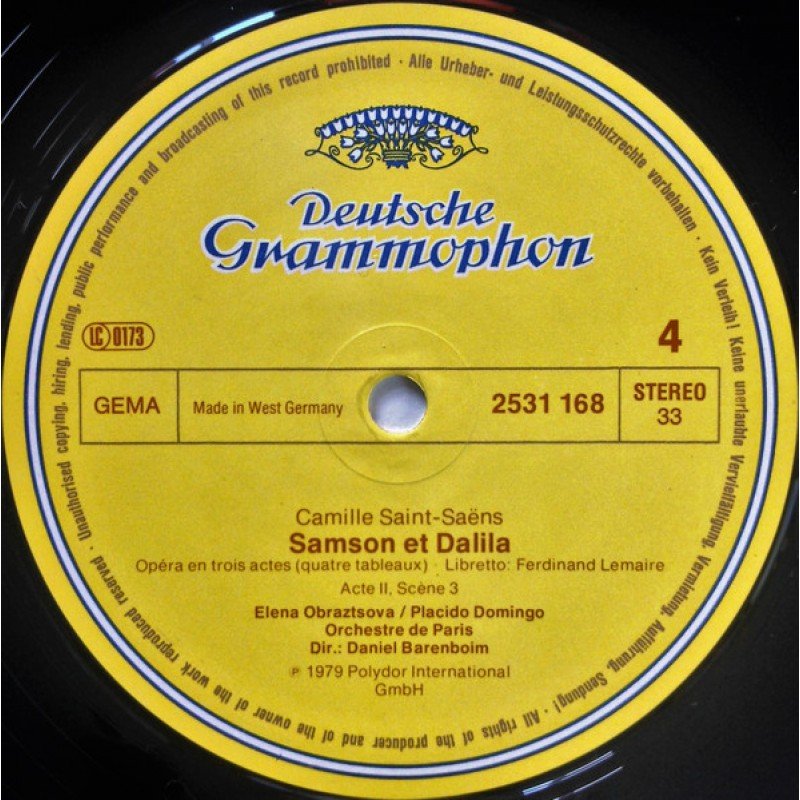 Alle Urheber- und Leistungsschutzrechte vorbehalten · Kein Verleih! Keine unerlaubte Vervielfältigung, Vermietung, Aufführung, Sendung! · All rights of the producer and of the owner of the work reproduced reserved · Unauthorised copying, hiring, lending, public performance and broadcasting of this record prohibited ·
Deutsche
Grammophon
LC 0173
4
GEMA
Made in West Germany
2531 168
STEREO
33
Camille Saint-Saëns
Samson et Dalila
Opéra en trois actes (quatre tableaux) · Libretto: Ferdinand Lemaire
Acte II, Scène 3
Elena Obraztsova / Placido Domingo
Orchestre de Paris
Dir.: Daniel Barenboim
℗ 1979 Polydor International
GmbH